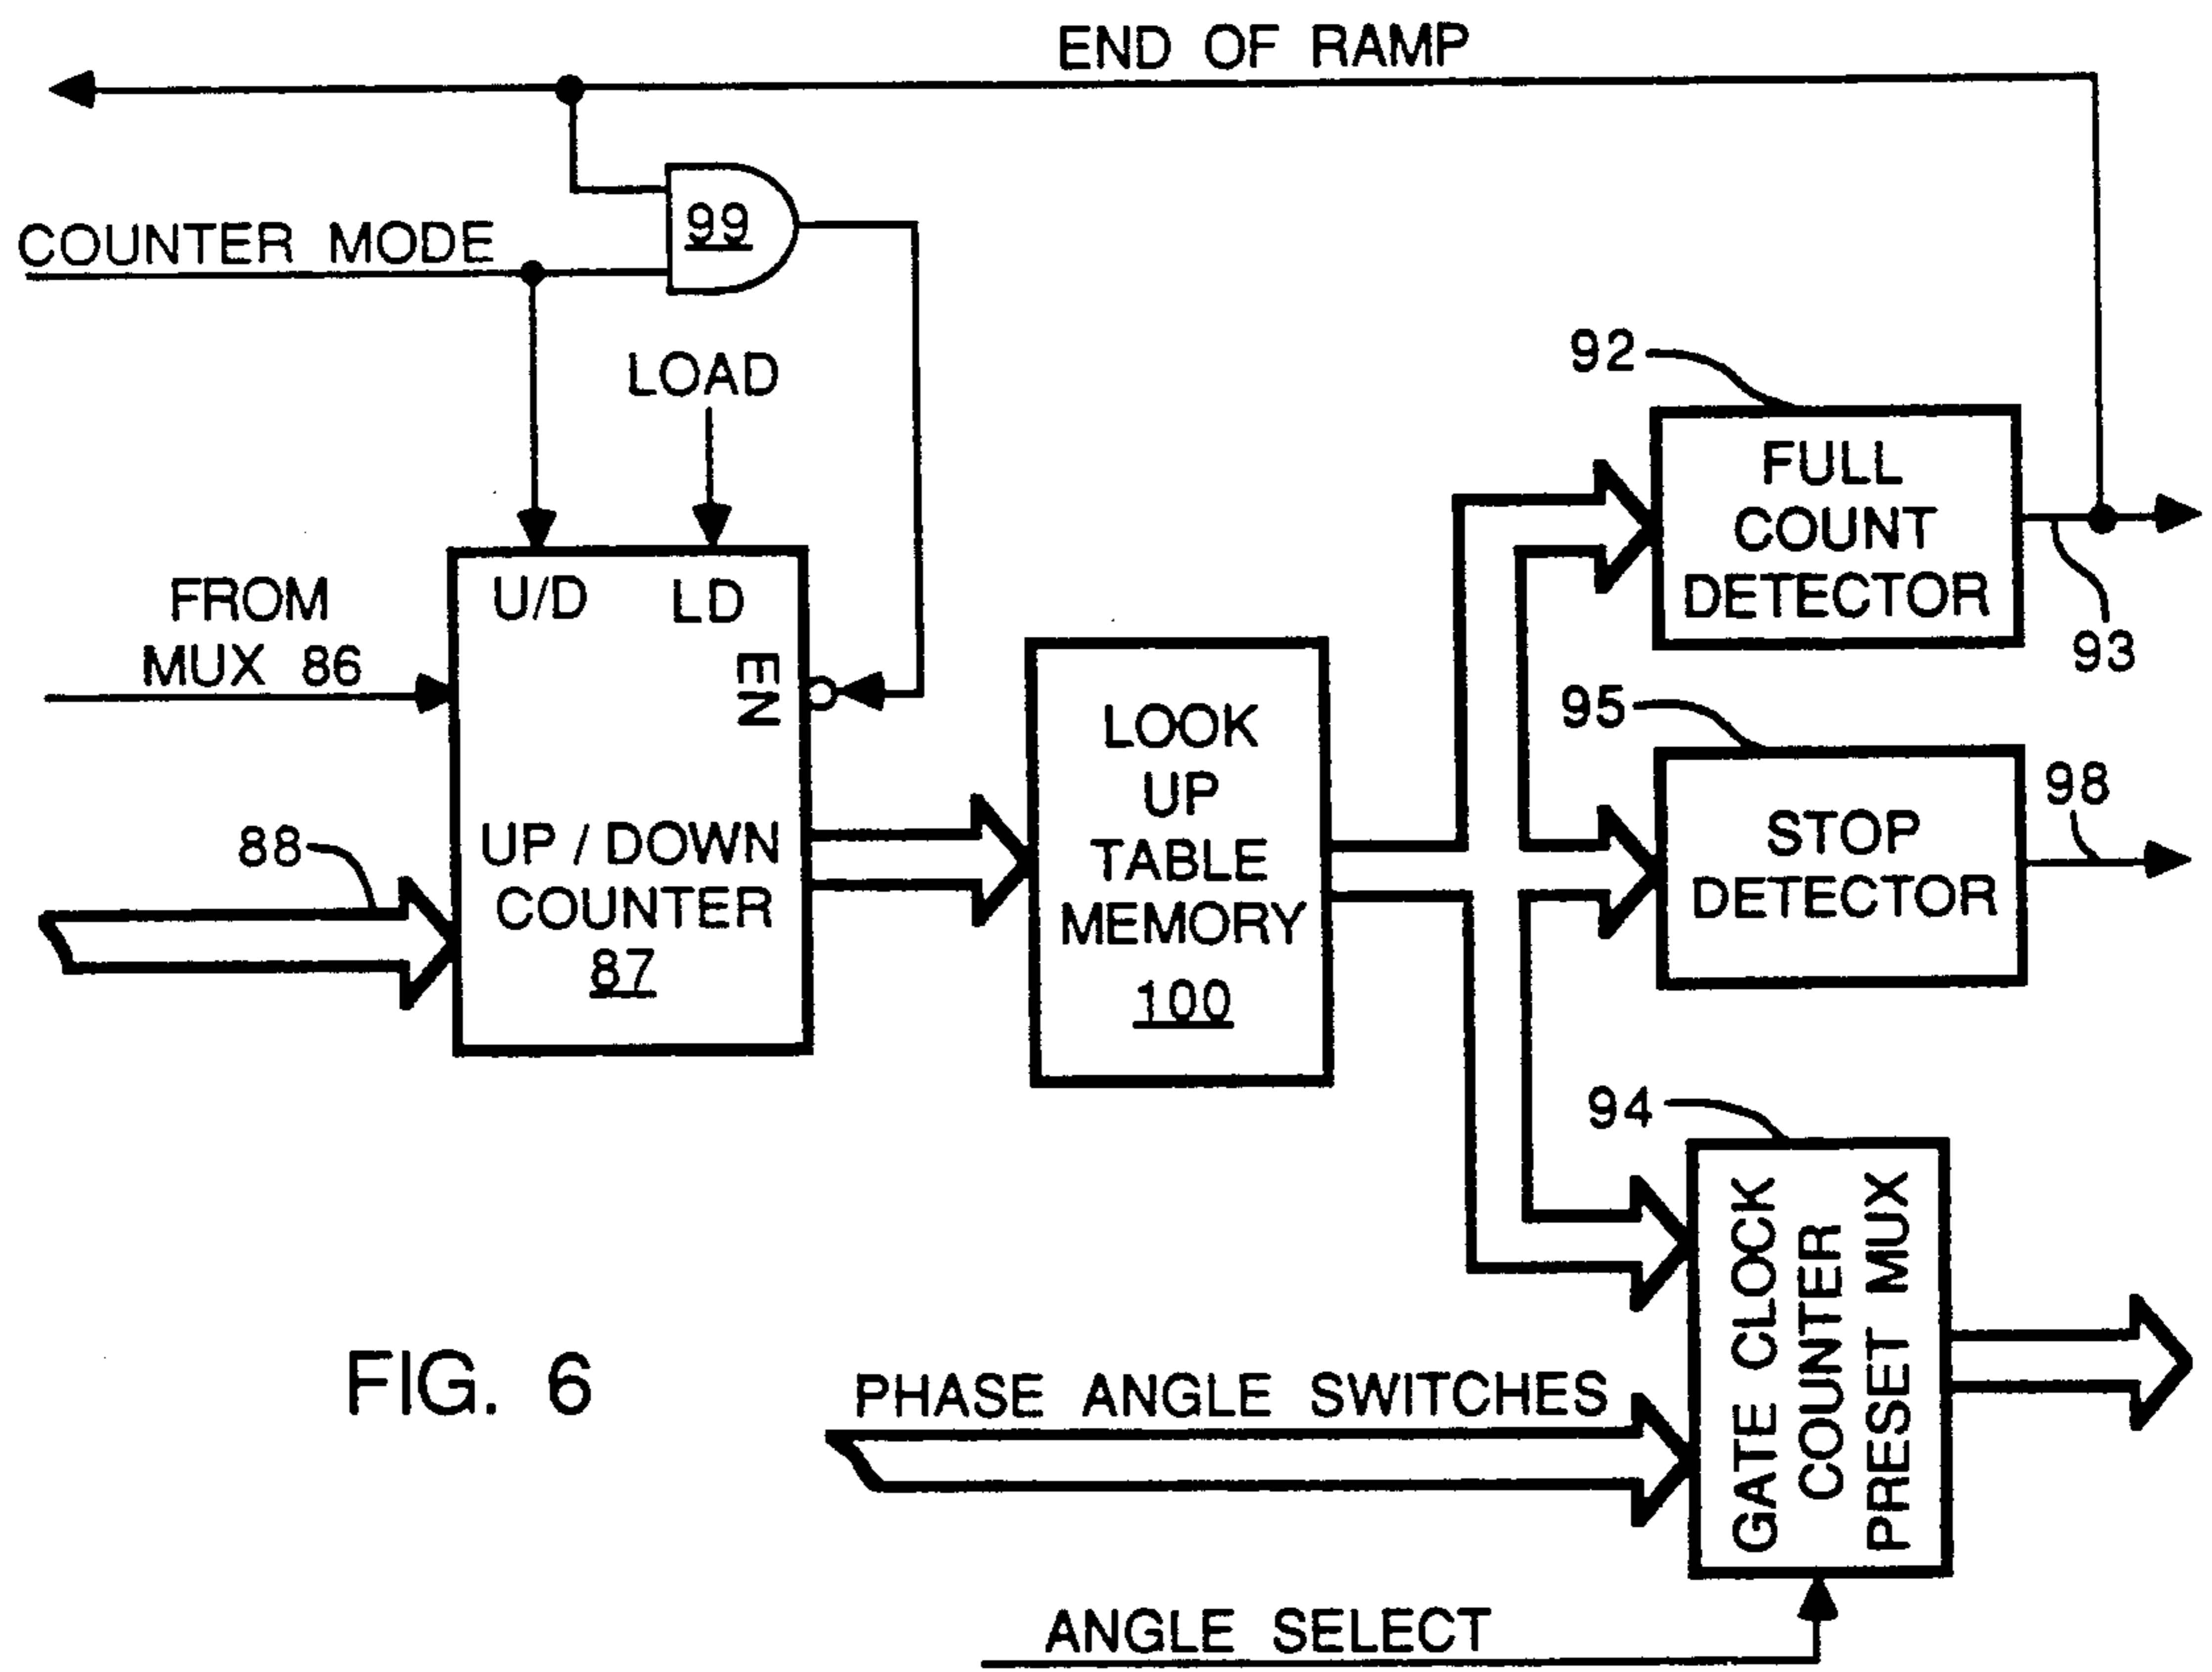 END OF RAMP
99
COUNTER MODE
LOAD
92
FULL
COUNT
DETECTOR
93
FROM
MUX 86
U/D
LD
EN
UP / DOWN
COUNTER
87
88
LOOK
UP
TABLE
MEMORY
100
95
STOP
DETECTOR
98
94
GATE CLOCK
COUNTER
PRESET MUX
FIG. 6
PHASE ANGLE SWITCHES
ANGLE SELECT